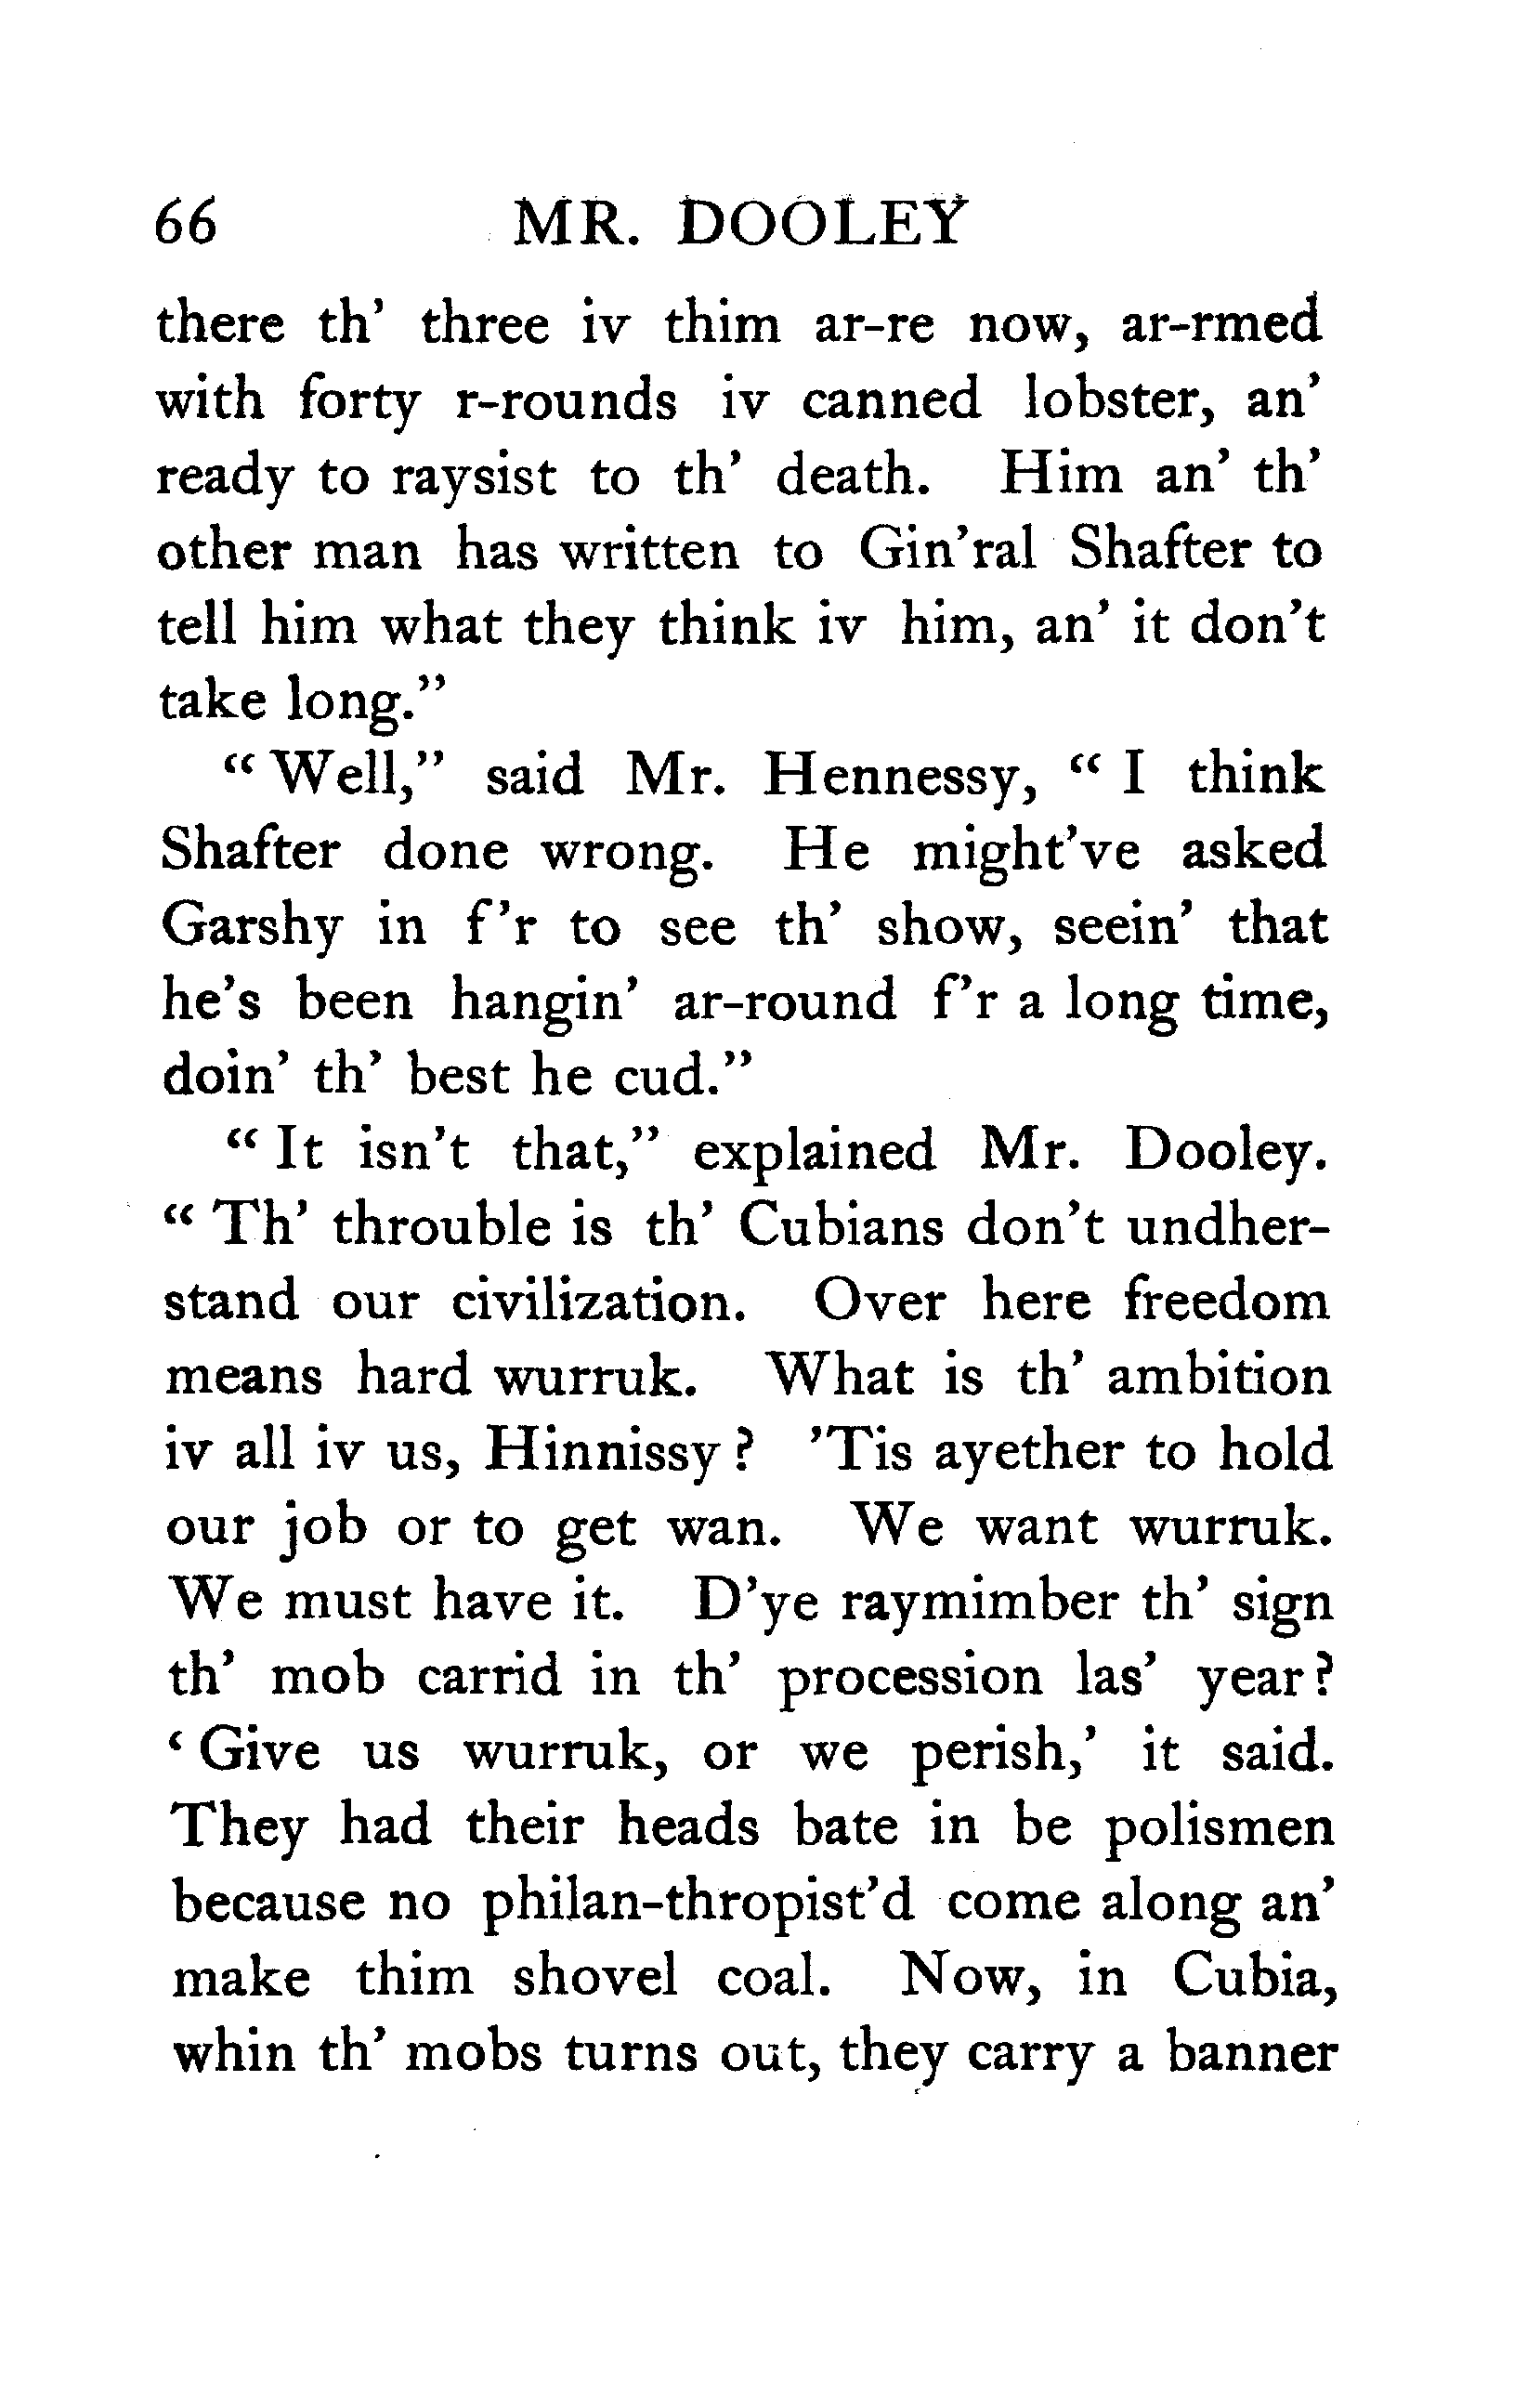 66 MR. DOOLEY
there th' three iv thim ar-re now, ar-rmed
with forty r-rounds iv canned lobster, an'
ready to raysist to th' death. Him an' th'
other man has written to Gin'ral Shafter to
tell him what they think iv him, an' it don't
take long."
"Well," said Mr. Hennessy, "I think
Shafter done wrong. He might've asked
Garshy in f'r to see th' show, seein' that
he's been hangin' ar-round f'r a long time,
doin' th' best he cud."
"It isn't that," explained Mr. Dooley.
"Th' throuble is th' Cubians don't undher-
stand our civilization. Over here freedom
means hard wurruk. What is th' ambition
iv all iv us, Hinnissy? 'Tis ayether to hold
our job or to get wan. We want wurruk.
We must have it. D'ye raymimber th' sign
th' mob carrid in th' procession las' year?
'Give us wurruk, or we perish,' it said.
They had their heads bate in be polismen
because no philan-thropist'd come along an'
make thim shovel coal. Now, in Cubia,
whin th' mobs turns out, they carry a banner